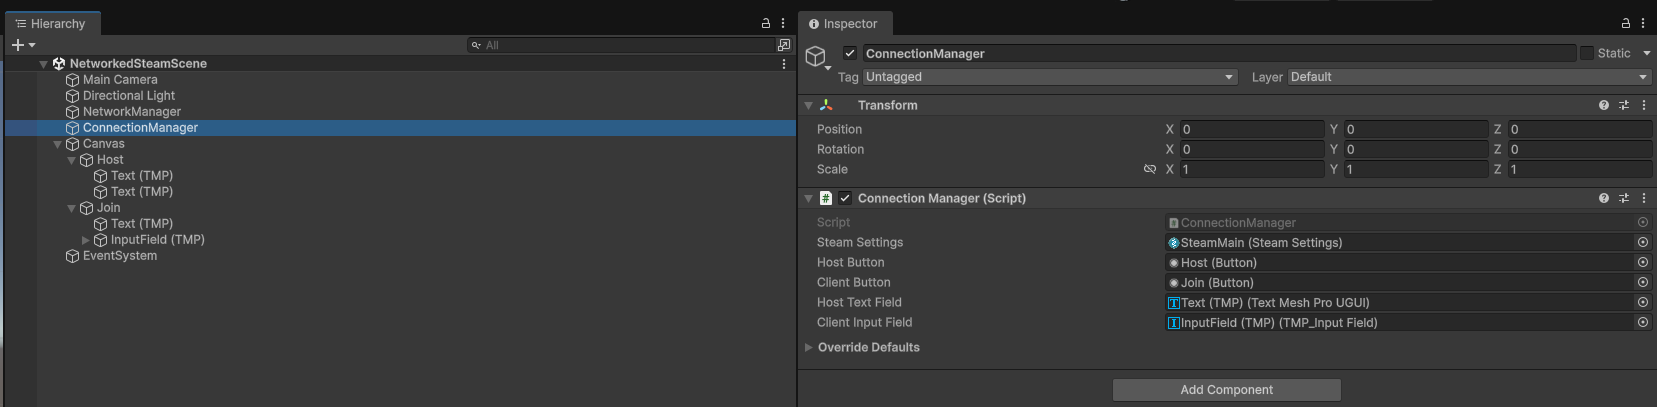 Hierarchy
All
NetworkedSteamScene
Main Camera
Directional Light
NetworkManager
ConnectionManager
Canvas
Host
Text (TMP)
Text (TMP)
Join
Text (TMP)
InputField (TMP)
EventSystem
Inspector
ConnectionManager
Static
Tag Untagged Layer Default
Transform
Position X 0 Y 0 Z 0
Rotation X 0 Y 0 Z 0
Scale X 1 Y 1 Z 1
# Connection Manager (Script)
Script ConnectionManager
Steam Settings SteamMain (Steam Settings)
Host Button Host (Button)
Client Button Join (Button)
Host Text Field Text (TMP) (Text Mesh Pro UGUI)
Client Input Field InputField (TMP) (TMP_Input Field)
Override Defaults
Add Component